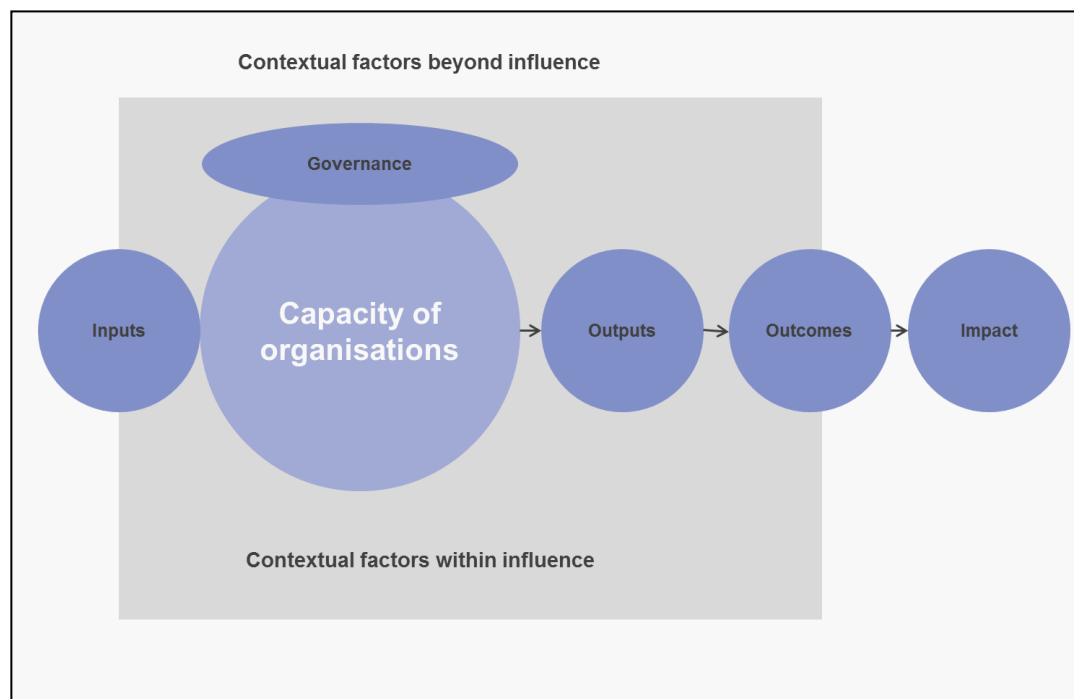 Contextual factors beyond influence
Governance
Capacity of
organisations
Inputs
Outputs
Outcomes
Impact
Contextual factors within influence